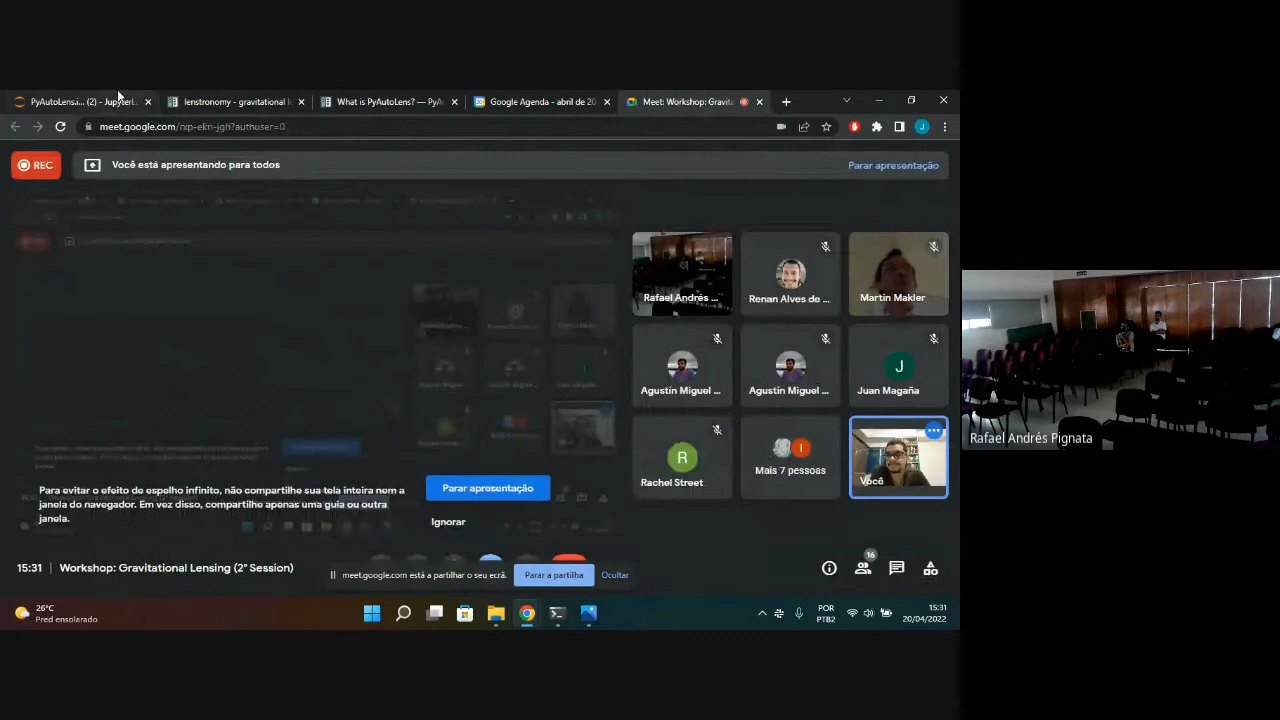 PyAutoLens.i... (2) - JupyterL
lenstronomy - gravitational l
What is PyAutoLens? — PyA
Google Agenda - abril de 20
Meet: Workshop: Gravita
meet.google.com/rxp-ekri-jgh?authuser=0
REC
Você está apresentando para todos
Parar apresentação
Rafael Andrés ...
Renan Alves de ...
Martin Makler
Agustín Miguel ...
Agustín Miguel ...
Juan Magaña
J
R
Rachel Street
I
Mais 7 pessoas
Você
Para evitar o efeito de espelho infinito, não compartilhe sua tela inteira nem a
janela do navegador. Em vez disso, compartilhe apenas uma guia ou outra
janela.
Parar apresentação
Ignorar
15:31
Workshop: Gravitational Lensing (2° Session)
meet.google.com está a partilhar o seu ecrã.
Parar a partilha
Ocultar
16
26°C
Pred ensolarado
POR
PTB2
15:31
20/04/2022
Rafael Andrés Pignata